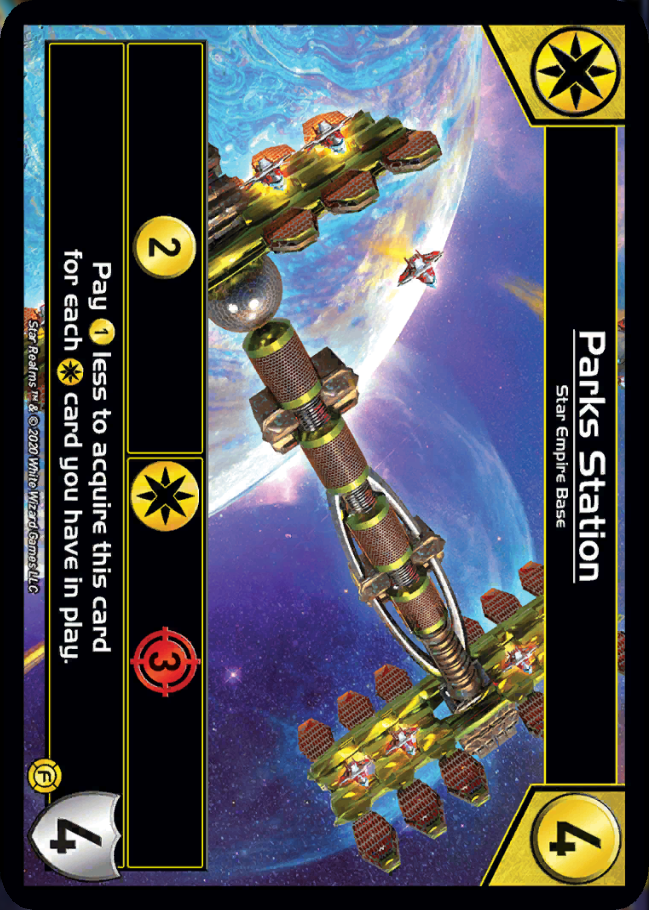 Parks Station
Star Empire Base
4
2
3
Pay 1 less to acquire this card
for each card you have in play.
4
F
Star Realms™ & © 2020 White Wizard Games LLC